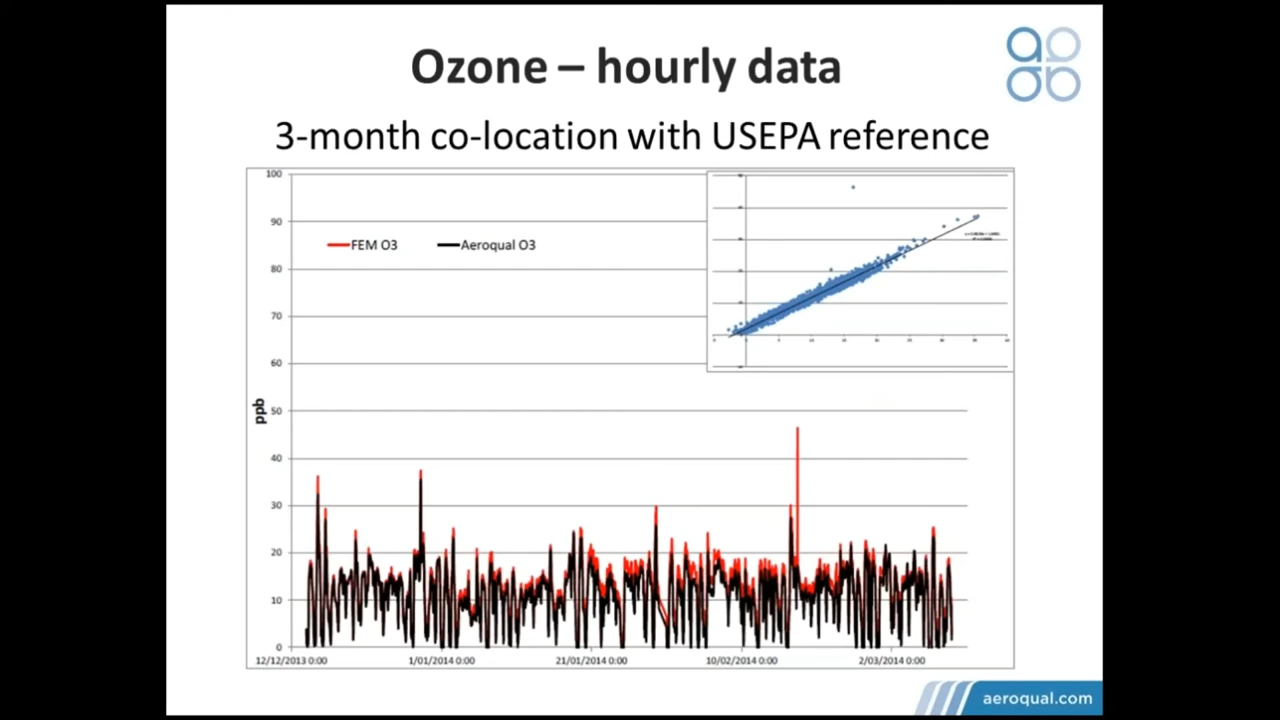 Ozone – hourly data
3-month co-location with USEPA reference
100
90
80
70
60
50
40
30
20
10
0
ppb
FEM O3
Aeroqual O3
12/12/2013 0:00
1/01/2014 0:00
21/01/2014 0:00
10/02/2014 0:00
2/03/2014 0:00
aeroqual.com